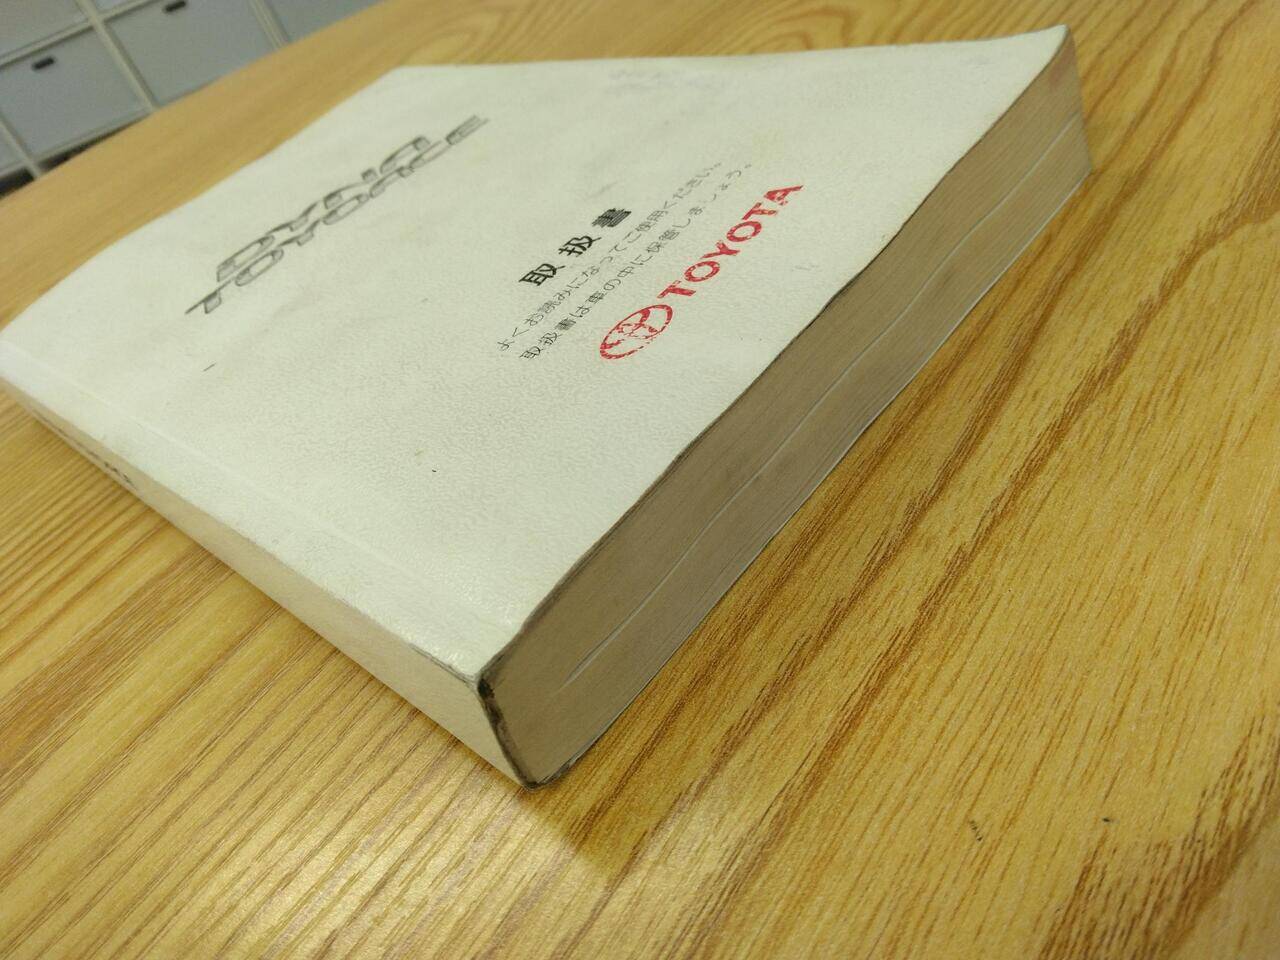 DYNA
TOYOACE
取扱書
よくお読みになってご使用ください。
取扱書は車の中に保管しましょう。
TOYOTA